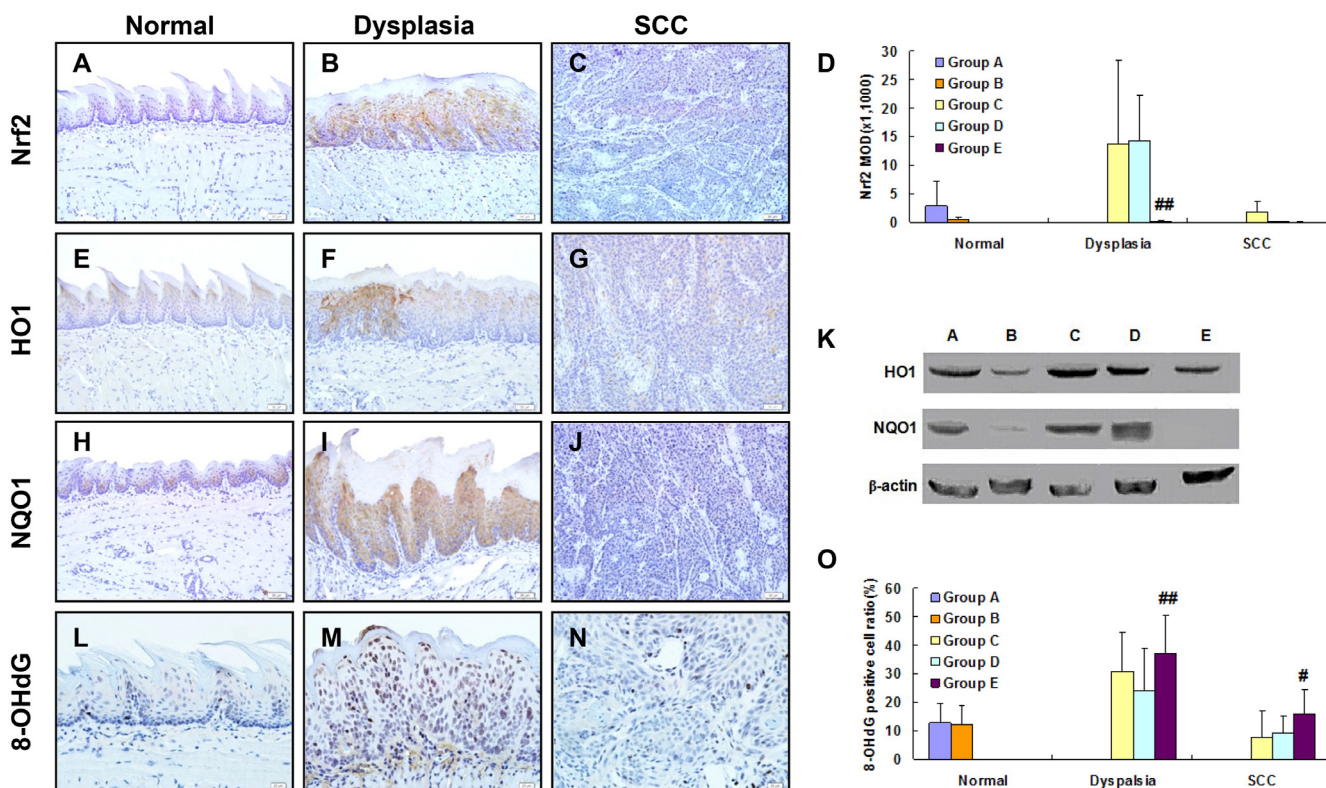 Normal Dysplasia SCC
Nrf2
A
B
C
HO1
E
F
G
NQO1
H
I
J
8-OHdG
L
M
N
D
Nrf2 MOD(x1,1000)
30
25
20
15
10
5
0
Group A
Group B
Group C
Group D
Group E
##
Normal Dysplasia SCC
K
A B C D E
HO1
NQO1
β-actin
O
8-OHdG positive cell ratio(%)
60
50
40
30
20
10
0
Group A
Group B
Group C
Group D
Group E
##
#
Normal Dyspalsia SCC